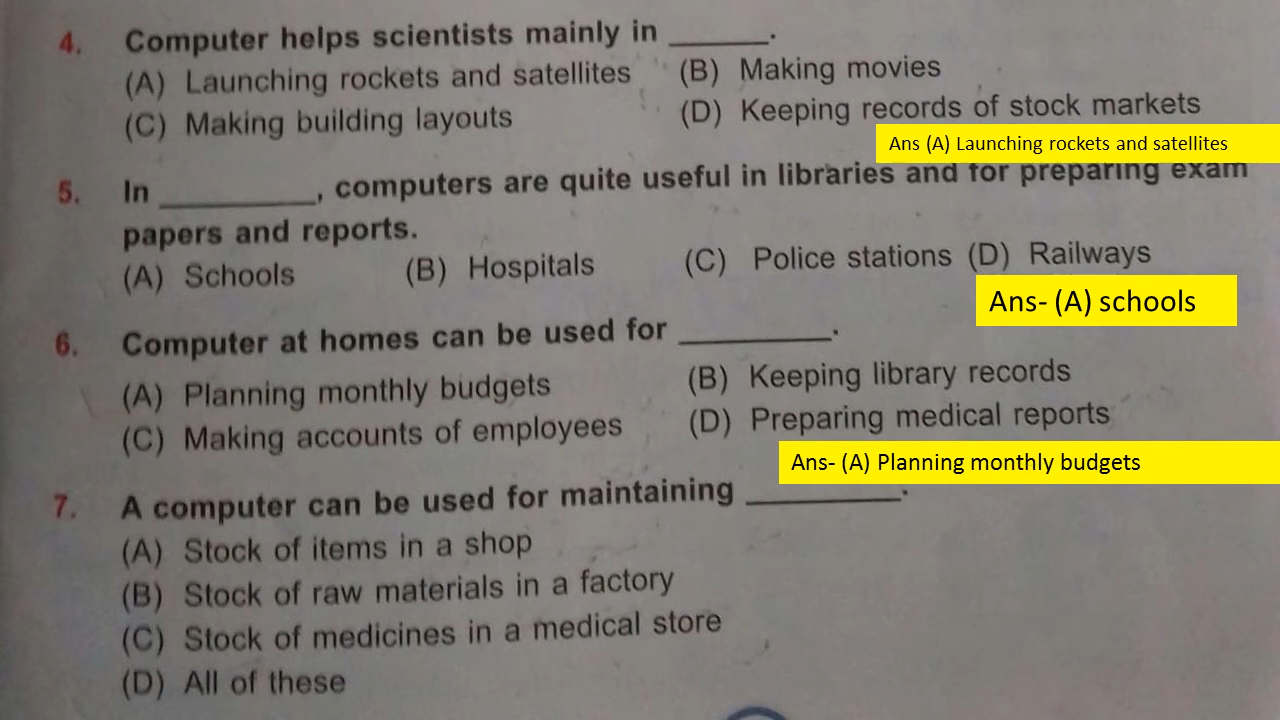 4. Computer helps scientists mainly in ______.
(A) Launching rockets and satellites (B) Making movies
(C) Making building layouts (D) Keeping records of stock markets
Ans (A) Launching rockets and satellites
5. In _________, computers are quite useful in libraries and for preparing exam
papers and reports.
(A) Schools (B) Hospitals (C) Police stations (D) Railways
Ans- (A) schools
6. Computer at homes can be used for _________.
(A) Planning monthly budgets (B) Keeping library records
(C) Making accounts of employees (D) Preparing medical reports
Ans- (A) Planning monthly budgets
7. A computer can be used for maintaining _________.
(A) Stock of items in a shop
(B) Stock of raw materials in a factory
(C) Stock of medicines in a medical store
(D) All of these